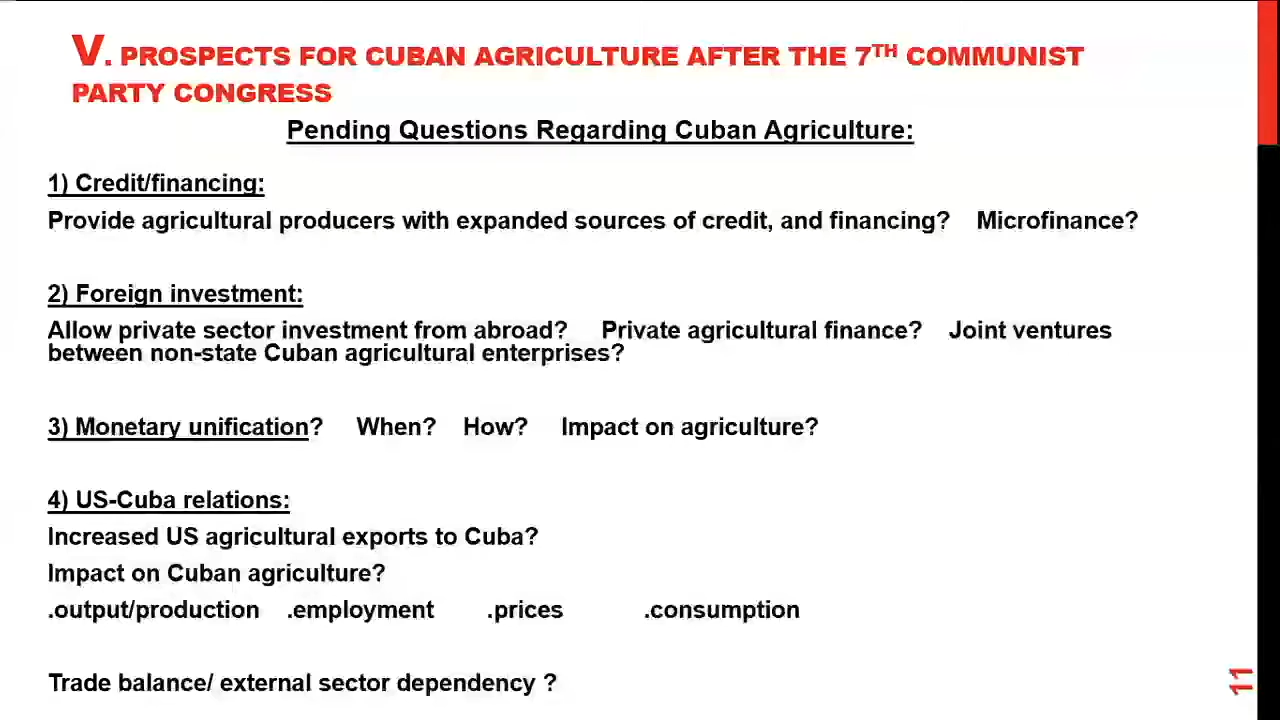 V. PROSPECTS FOR CUBAN AGRICULTURE AFTER THE 7TH COMMUNIST
PARTY CONGRESS
Pending Questions Regarding Cuban Agriculture:
1) Credit/financing:
Provide agricultural producers with expanded sources of credit, and financing? Microfinance?
2) Foreign investment:
Allow private sector investment from abroad? Private agricultural finance? Joint ventures
between non-state Cuban agricultural enterprises?
3) Monetary unification? When? How? Impact on agriculture?
4) US-Cuba relations:
Increased US agricultural exports to Cuba?
Impact on Cuban agriculture?
.output/production .employment .prices .consumption
Trade balance/ external sector dependency ?
11